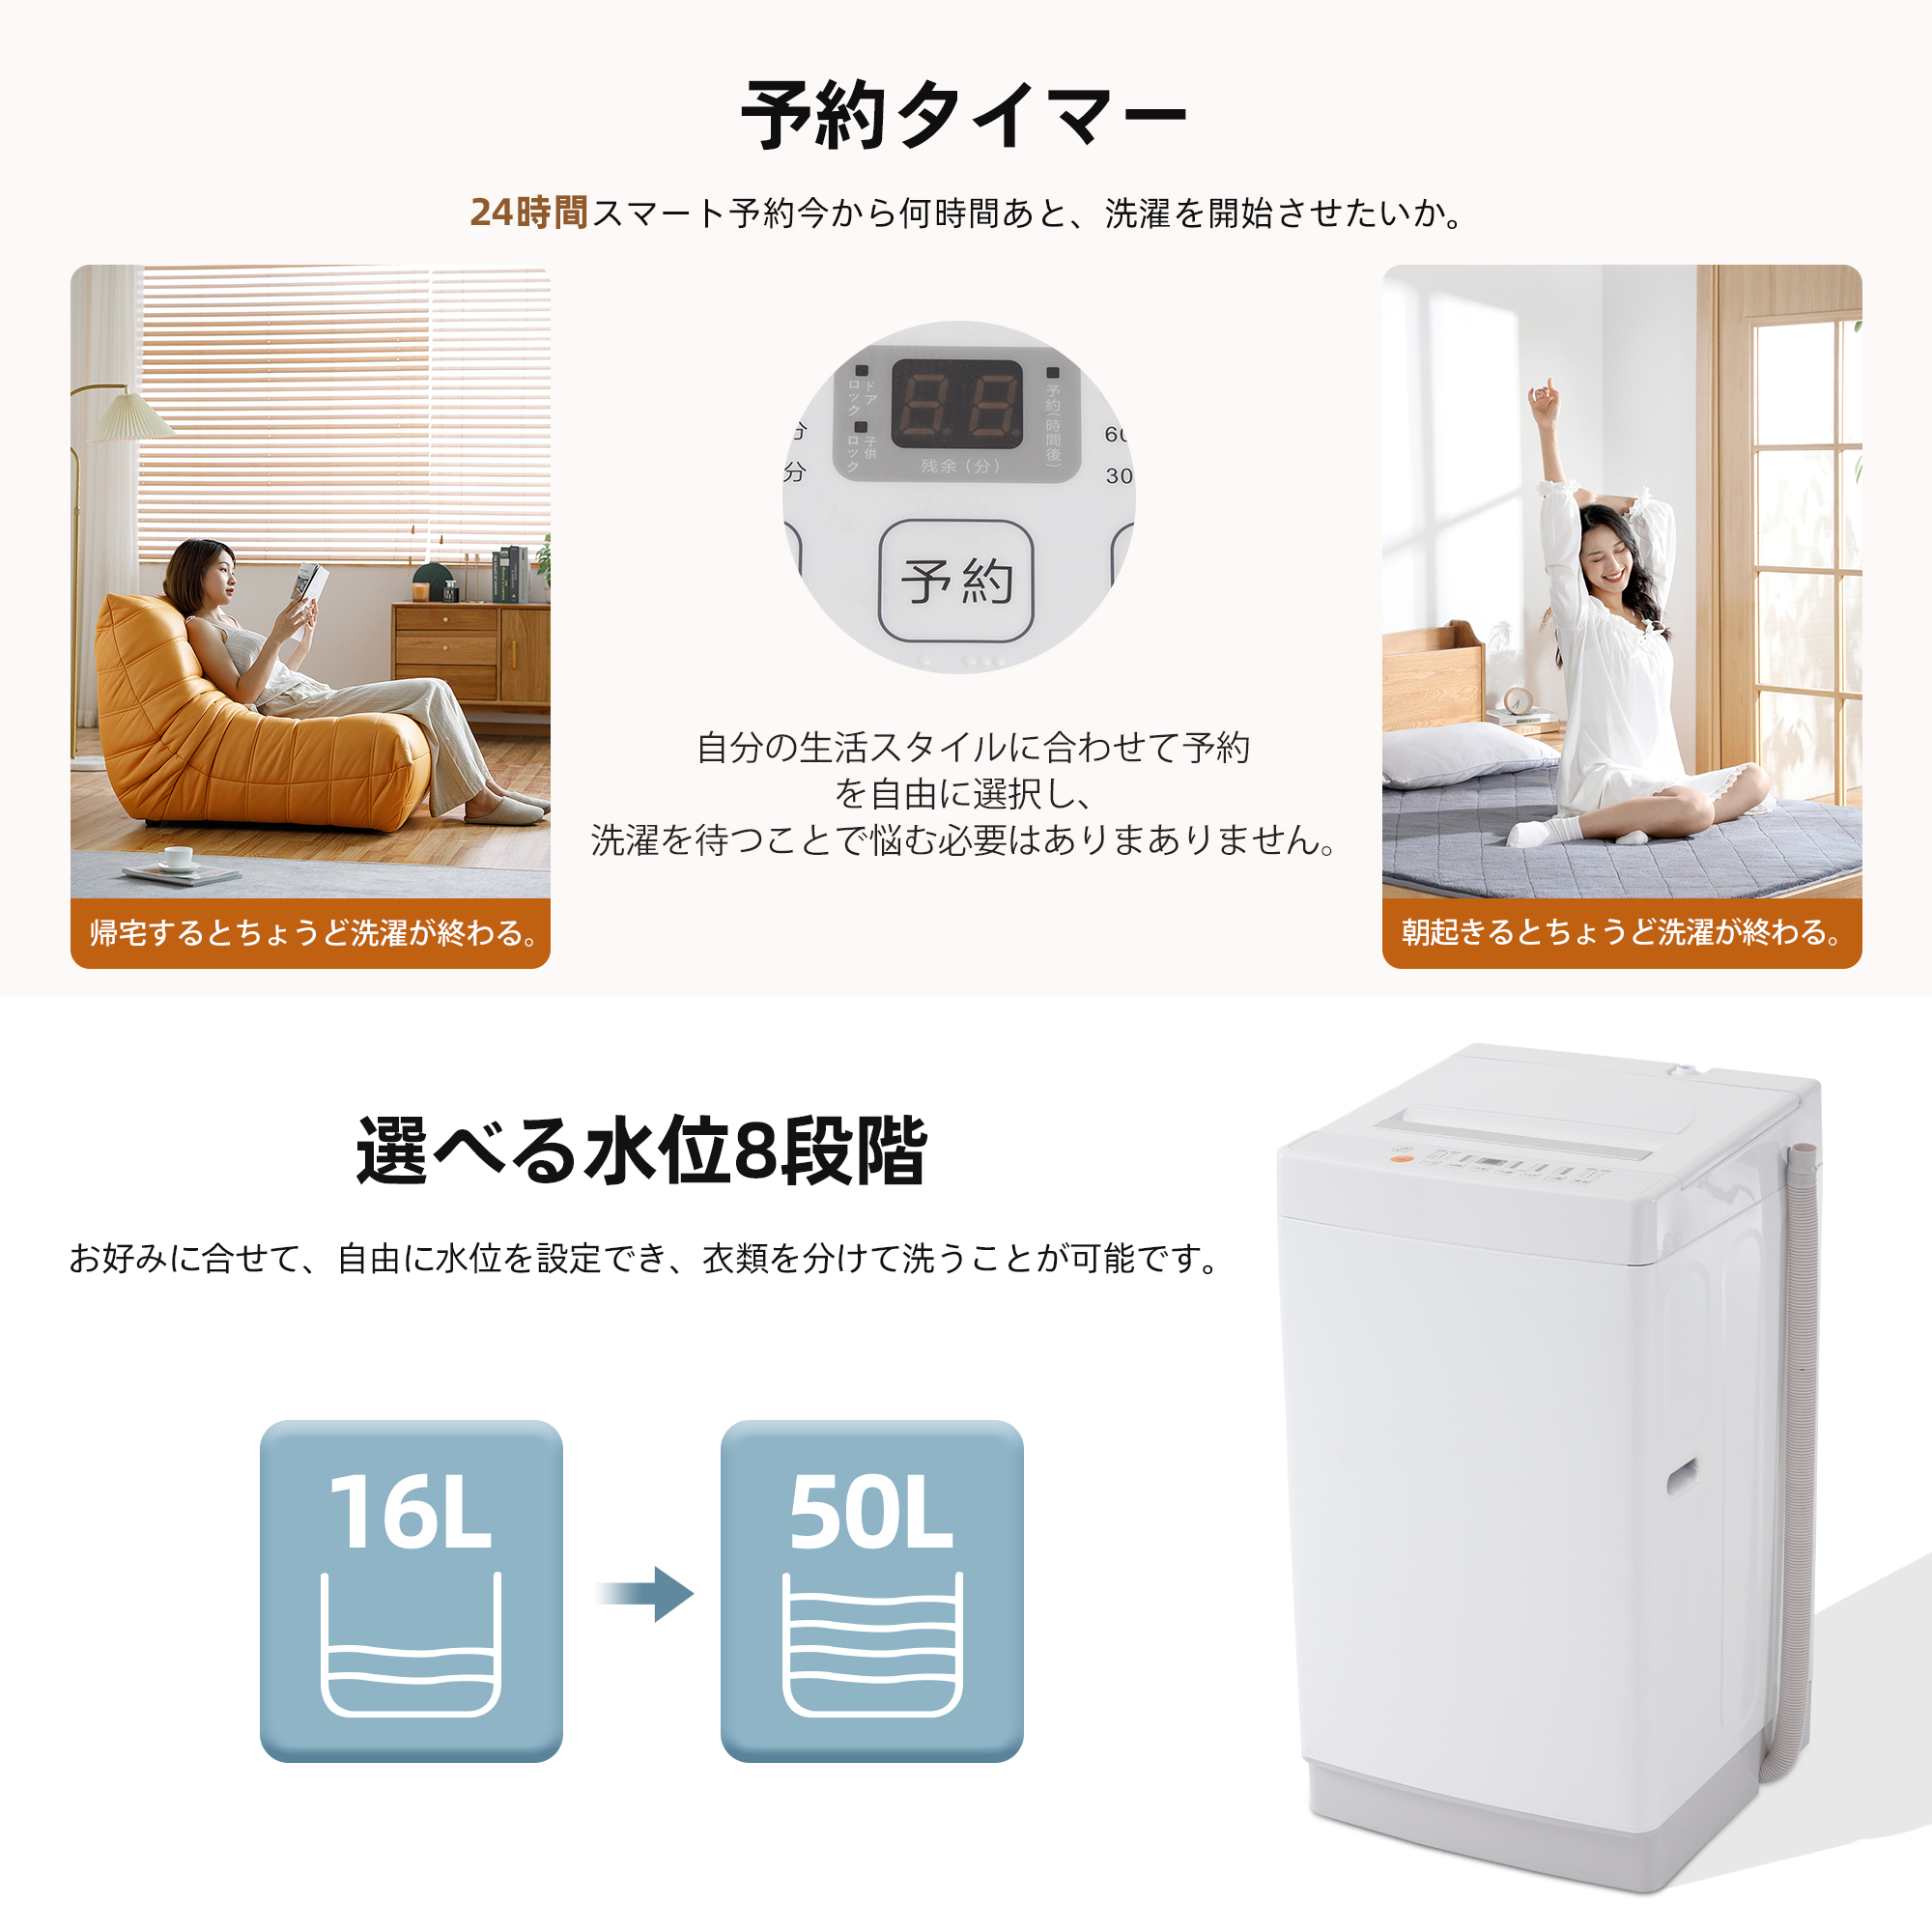 予約タイマー
24時間スマート予約今から何時間あと、洗濯を開始させたいか。
ドアロック
子供ロック
88
予約(時間後)
残余(分)
分
60
分
30
予約
自分の生活スタイルに合わせて予約
を自由に選択し、
洗濯を待つことで悩む必要はありまありません。
帰宅するとちょうど洗濯が終わる。
朝起きるとちょうど洗濯が終わる。
選べる水位8段階
お好みに合せて、自由に水位を設定でき、衣類を分けて洗うことが可能です。
16L
50L